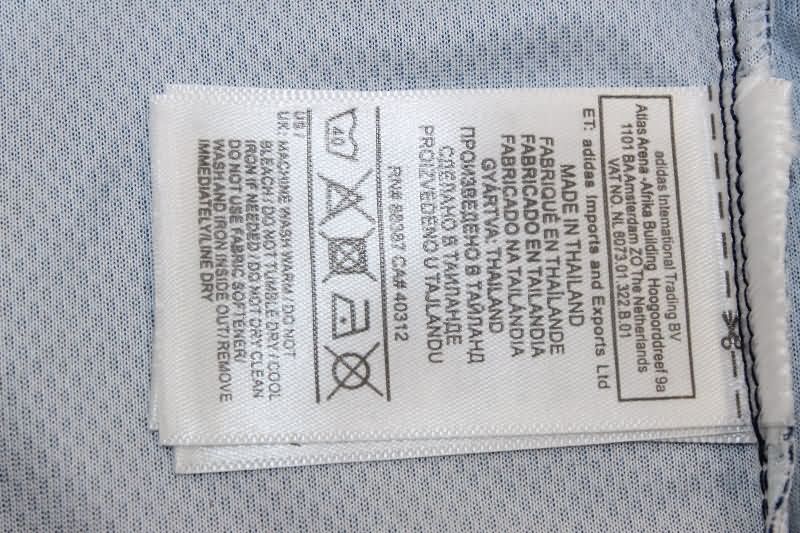 adidas International Trading BV
Atlas Arena -Afrika Building Hoogoorddreef 9a
1101 BA Amsterdam ZO The Netherlands
VAT NO. NL 8073.01.322.B.01
ET: adidas Imports and Exports Ltd
MADE IN THAILAND
FABRIQUÉ EN THAÏLANDE
FABRICADO EN TAILANDIA
FABRICADO NA TAILÂNDIA
GYÁRTVA: THAILAND
ПРОИЗВЕДЕНО В ТАЙЛАНД
СДЕЛАНО В ТАИЛАНДЕ
PROIZVEDENO U TAJLANDU
RN# 88387 CA# 40312
40
US /
UK: MACHINE WASH WARM / DO NOT
BLEACH / DO NOT TUMBLE DRY / COOL
IRON IF NEEDED / DO NOT DRY CLEAN
DO NOT USE FABRIC SOFTENER/
WASH AND IRON INSIDE OUT/ REMOVE
IMMEDIATELY/LINE DRY